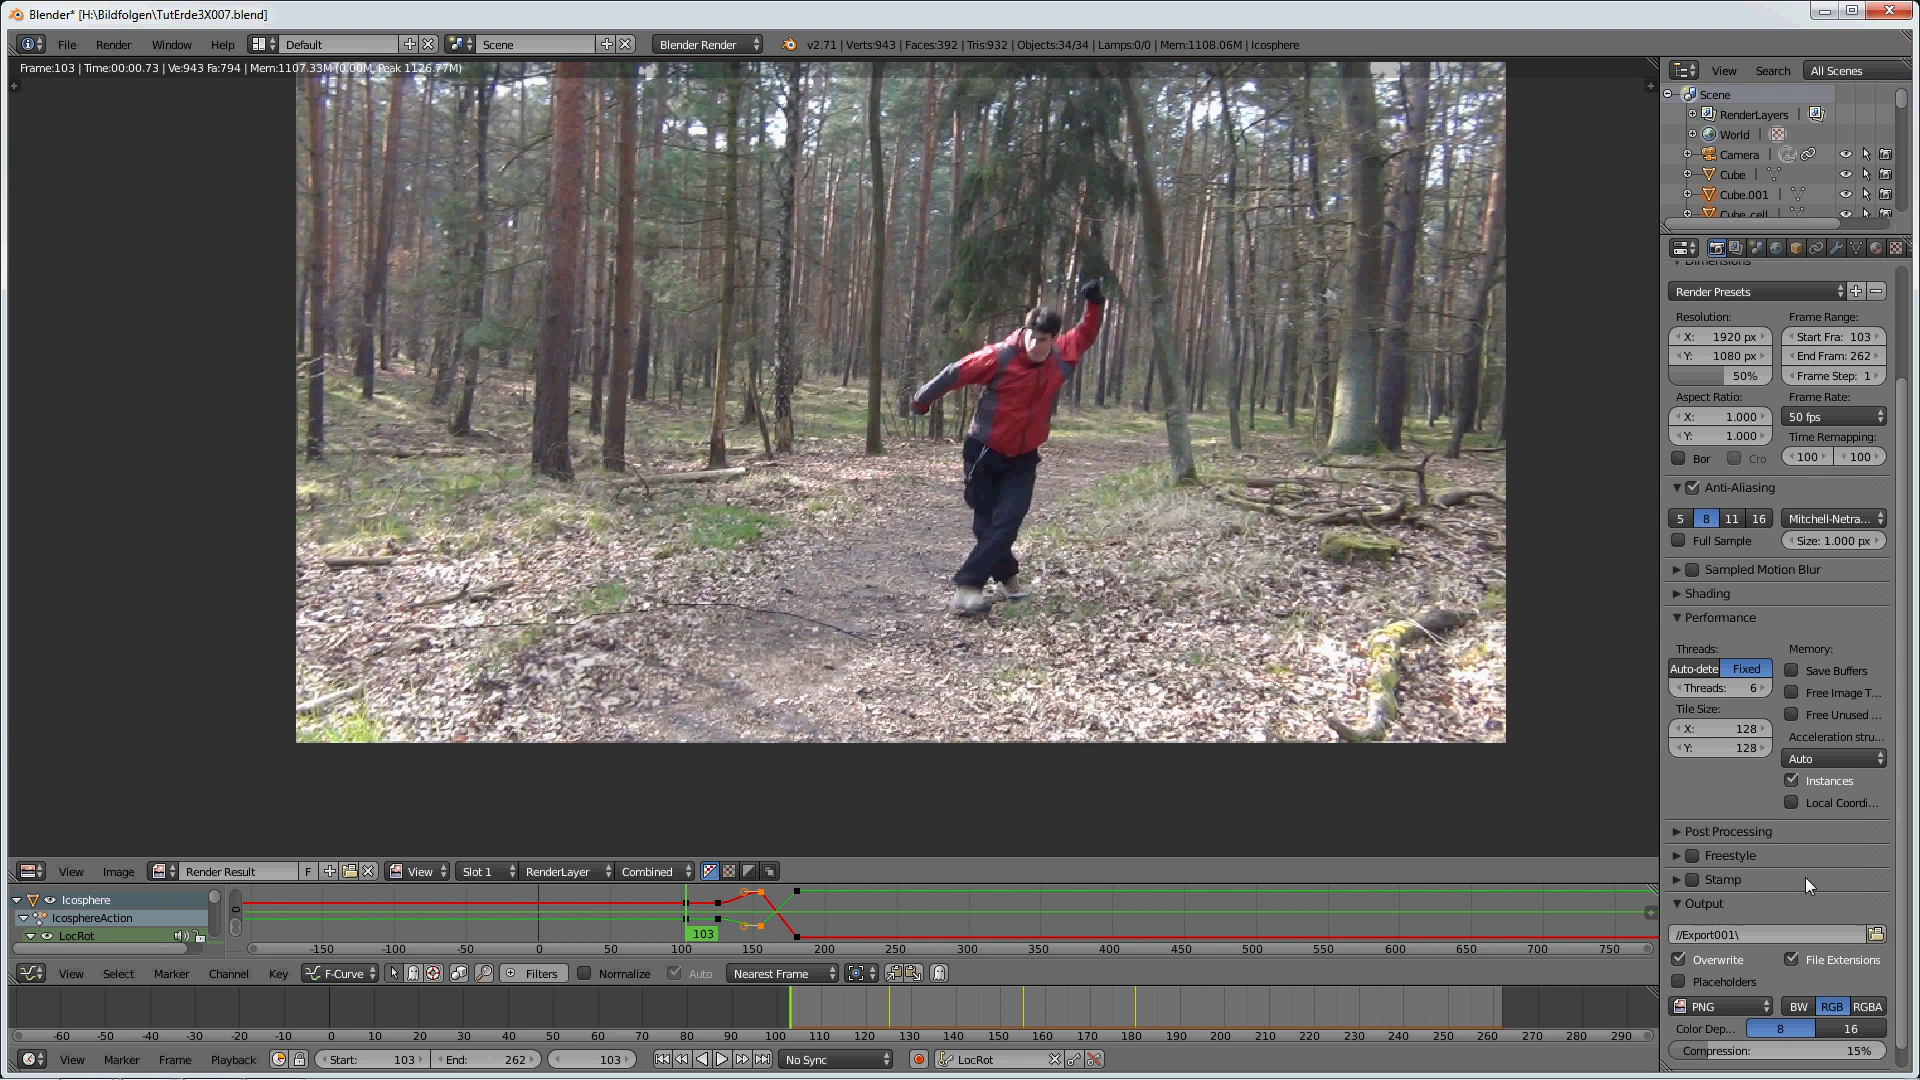 Blender* [H:\Bildfolgen\TutErde3X007.blend]
File Render Window Help Default Scene Blender Render v2.71 | Verts:943 | Faces:392 | Tris:932 | Objects:34/34 | Lamps:0/0 | Mem:1108.06M | Icosphere
Frame:103 | Time:00:00.73 | Ve:943 Fa:794 | Mem:1107.33M (0.00M, Peak 1126.77M)
View Search All Scenes
Scene
RenderLayers |
World |
Camera |
Cube |
Cube.001 |
Cube_cell |
Dimensions
Render Presets
Resolution: Frame Range:
X: 1920 px Start Fra: 103
Y: 1080 px End Fram: 262
50% Frame Step: 1
Aspect Ratio: Frame Rate:
X: 1.000 50 fps
Y: 1.000 Time Remapping:
Bor Cro 100 100
Anti-Aliasing
5 8 11 16 Mitchell-Netra...
Full Sample Size: 1.000 px
Sampled Motion Blur
Shading
Performance
Threads: Memory:
Auto-dete Fixed Save Buffers
Threads: 6 Free Image T...
Tile Size: Free Unused ...
X: 128 Acceleration stru...
Y: 128 Auto
Instances
Local Coordi...
Post Processing
Freestyle
Stamp
Output
//Export001\
Overwrite File Extensions
Placeholders
PNG BW RGB RGBA
Color Dep... 8 16
Compression: 15%
View Image Render Result F View Slot 1 RenderLayer Combined
Icosphere
IcosphereAction
LocRot
103
-150 -100 -50 0 50 100 150 200 250 300 350 400 450 500 550 600 650 700 750
View Select Marker Channel Key F-Curve Filters Normalize Auto Nearest Frame
-60 -50 -40 -30 -20 -10 0 10 20 30 40 50 60 70 80 90 100 110 120 130 140 150 160 170 180 190 200 210 220 230 240 250 260 270 280 290
View Marker Frame Playback Start: 103 End: 262 103 No Sync LocRot